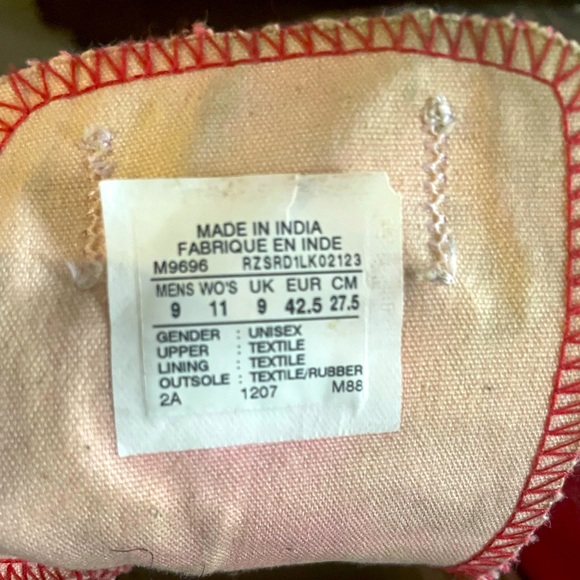 MADE IN INDIA
FABRIQUE EN INDE
M9696 RZSRD1LK02123
MENS WO'S UK EUR CM
9 11 9 42.5 27.5
GENDER : UNISEX
UPPER : TEXTILE
LINING : TEXTILE
OUTSOLE : TEXTILE/RUBBER
2A 1207 M88